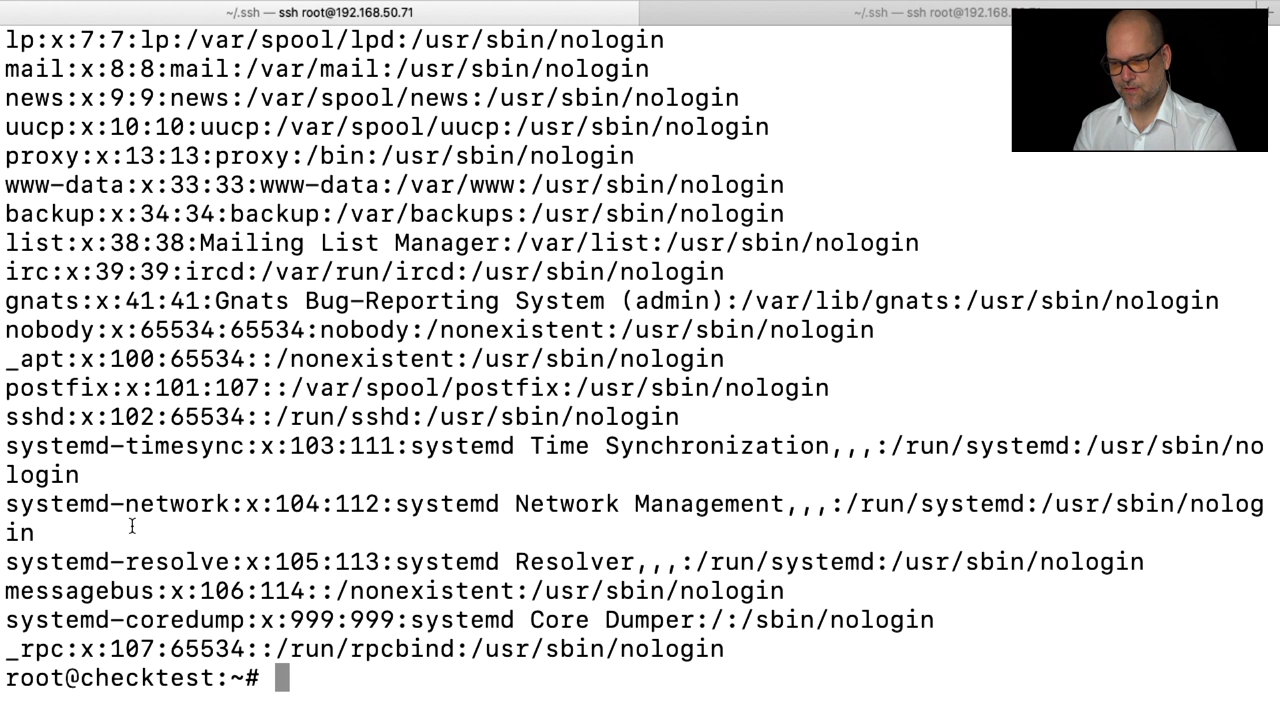 ~/.ssh — ssh root@192.168.50.71
~/.ssh — ssh root@192.168.
lp:x:7:7:lp:/var/spool/lpd:/usr/sbin/nologin
mail:x:8:8:mail:/var/mail:/usr/sbin/nologin
news:x:9:9:news:/var/spool/news:/usr/sbin/nologin
uucp:x:10:10:uucp:/var/spool/uucp:/usr/sbin/nologin
proxy:x:13:13:proxy:/bin:/usr/sbin/nologin
www-data:x:33:33:www-data:/var/www:/usr/sbin/nologin
backup:x:34:34:backup:/var/backups:/usr/sbin/nologin
list:x:38:38:Mailing List Manager:/var/list:/usr/sbin/nologin
irc:x:39:39:ircd:/var/run/ircd:/usr/sbin/nologin
gnats:x:41:41:Gnats Bug-Reporting System (admin):/var/lib/gnats:/usr/sbin/nologin
nobody:x:65534:65534:nobody:/nonexistent:/usr/sbin/nologin
_apt:x:100:65534::/nonexistent:/usr/sbin/nologin
postfix:x:101:107::/var/spool/postfix:/usr/sbin/nologin
sshd:x:102:65534::/run/sshd:/usr/sbin/nologin
systemd-timesync:x:103:111:systemd Time Synchronization,,,:/run/systemd:/usr/sbin/no
login
systemd-network:x:104:112:systemd Network Management,,,:/run/systemd:/usr/sbin/nolog
in
systemd-resolve:x:105:113:systemd Resolver,,,:/run/systemd:/usr/sbin/nologin
messagebus:x:106:114::/nonexistent:/usr/sbin/nologin
systemd-coredump:x:999:999:systemd Core Dumper:/:/sbin/nologin
_rpc:x:107:65534::/run/rpcbind:/usr/sbin/nologin
root@checktest:~#